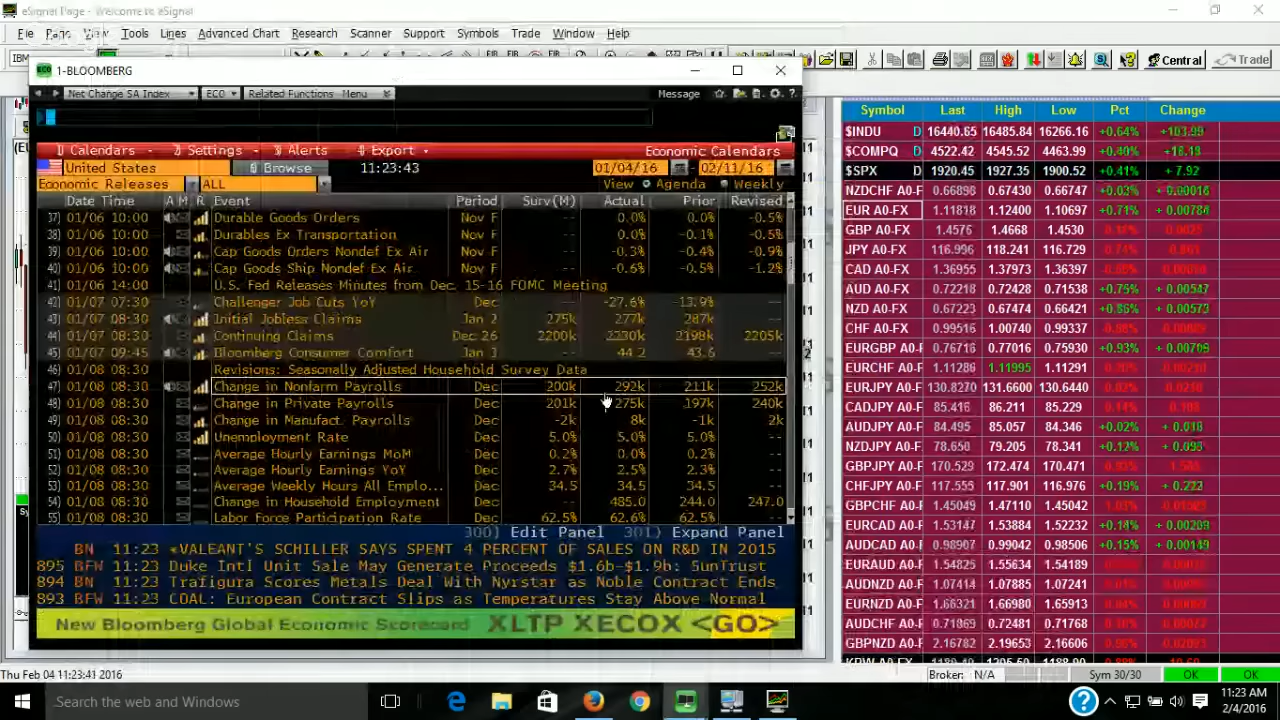 eSignal Page - Welcome to eSignal
File Page View Tools Lines Advanced Chart Research Scanner Support Symbols Trade Window Help
Central Trade
1-BLOOMBERG
Net Change SA Index ECO Related Functions Menu Message
Calendars Settings Alerts Export Economic Calendars
United States Browse 11:23:43 01/04/16 - 02/11/16
Economic Releases ALL View Agenda Weekly
Date Time A M R Event Period Surv(M) Actual Prior Revised
37) 01/06 10:00 Durable Goods Orders Nov F -- 0.0% 0.0% -0.5%
38) 01/06 10:00 Durables Ex Transportation Nov F -- 0.0% -0.1% -0.5%
39) 01/06 10:00 Cap Goods Orders Nondef Ex Air Nov F -- -0.3% -0.4% -0.9%
40) 01/06 10:00 Cap Goods Ship Nondef Ex Air Nov F -- -0.6% -0.5% -1.2%
41) 01/06 14:00 U.S. Fed Releases Minutes from Dec. 15-16 FOMC Meeting
42) 01/07 07:30 Challenger Job Cuts YoY Dec -- -27.6% -13.9% --
43) 01/07 08:30 Initial Jobless Claims Jan 2 275k 277k 287k --
44) 01/07 08:30 Continuing Claims Dec 26 2200k 2230k 2198k 2205k
45) 01/07 09:45 Bloomberg Consumer Comfort Jan 3 -- 44.2 43.6 --
46) 01/08 08:30 Revisions: Seasonally Adjusted Household Survey Data
47) 01/08 08:30 Change in Nonfarm Payrolls Dec 200k 292k 211k 252k
48) 01/08 08:30 Change in Private Payrolls Dec 201k 275k 197k 240k
49) 01/08 08:30 Change in Manufact. Payrolls Dec -2k 8k -1k 2k
50) 01/08 08:30 Unemployment Rate Dec 5.0% 5.0% 5.0% --
51) 01/08 08:30 Average Hourly Earnings MoM Dec 0.2% 0.0% 0.2% --
52) 01/08 08:30 Average Hourly Earnings YoY Dec 2.7% 2.5% 2.3% --
53) 01/08 08:30 Average Weekly Hours All Emplo... Dec 34.5 34.5 34.5 --
54) 01/08 08:30 Change in Household Employment Dec -- 485.0 244.0 247.0
55) 01/08 08:30 Labor Force Participation Rate Dec 62.5% 62.6% 62.5% --
300) Edit Panel 301) Expand Panel
BN 11:23 *VALEANT'S SCHILLER SAYS SPENT 4 PERCENT OF SALES ON R&D IN 2015
895 BFW 11:23 Duke Intl Unit Sale May Generate Proceeds $1.6b-$1.9b: SunTrust
894 BN 11:23 Trafigura Scores Metals Deal With Nyrstar as Noble Contract Ends
893 BFW 11:23 COAL: European Contract Slips as Temperatures Stay Above Normal
New Bloomberg Global Economic Scorecard XLTP XECOX <GO>
Symbol Last High Low Pct Change
$INDU D 16440.65 16485.84 16266.16 +0.64% +103.99
$COMPQ D 4522.42 4545.52 4463.99 +0.40%
$SPX D 1920.45 1927.35 1900.52 +0.41% + 7.92
NZDCHF A0-F 0.66898 0.67430 0.66747
EUR A0-FX 1.11818 1.12400 1.10697 +0.71% + 0.00786
GBP A0-FX 1.4576 1.4668 1.4530
JPY A0-FX 116.996 118.241 116.729
CAD A0-FX 1.36955 1.37973 1.36397
AUD A0-FX 0.72218 0.72428 0.71538 +0.75% + 0.00547
NZD A0-FX 0.67223 0.67474 0.66391 +0.86% + 0.00573
CHF A0-FX 0.99516 1.00740 0.99337
EURGBP A0-F 0.76716 0.77016 0.75930 +0.93% + 0.00709
EURCHF A0-F 1.11288 1.11995 1.11291
EURJPY A0-F 130.8270 131.6600 130.6440
CADJPY A0-F 85.416 86.211 85.229
AUDJPY A0-F 84.495 85.057 84.346 +0.02% + 0.018
NZDJPY A0-F 78.650 79.205 78.341 +0.12% + 0.095
GBPJPY A0-F 170.529 172.474 170.471
CHFJPY A0-F 117.555 117.901 116.976 +0.19% + 0.222
GBPCHF A0-F 1.45049 1.47110 1.45042
EURCAD A0-F 1.53147 1.53884 1.52232 +0.14% + 0.00209
AUDCAD A0-F 0.98907 0.99042 0.98506 +0.15% + 0.00149
EURAUD A0-F 1.54825 1.55634 1.54189
AUDNZD A0-F 1.07414 1.07885 1.07241
EURNZD A0-F 1.66321 1.66980 1.65913
AUDCHF A0-F 0.71869 0.72481 0.71768
GBPNZD A0-F 2.16782 2.19653 2.16606
Thu Feb 04 11:23:41 2016 Broker: N/A Sym 30/30 OK OK
Search the web and Windows
11:23 AM
2/4/2016